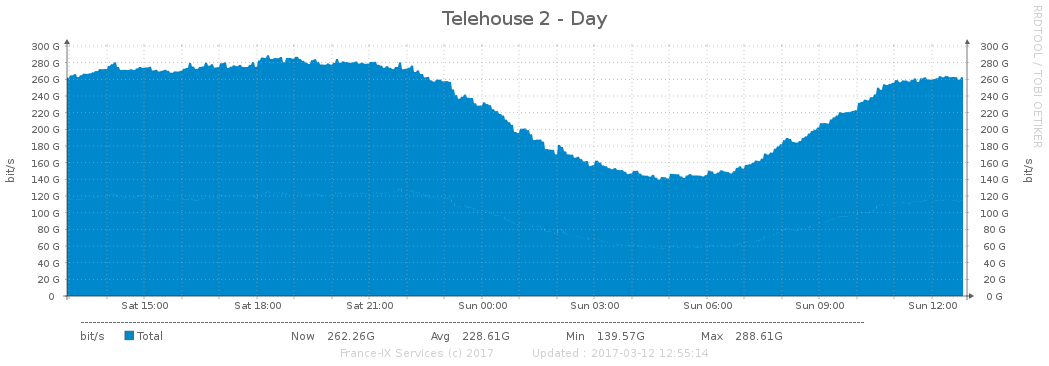 Telehouse 2 - Day
RRDTOOL / TOBI OETIKER
bit/s
300 G 300 G
280 G 280 G
260 G 260 G
240 G 240 G
220 G 220 G
200 G 200 G
180 G 180 G
160 G 160 G
140 G 140 G
120 G 120 G
100 G 100 G
80 G 80 G
60 G 60 G
40 G 40 G
20 G 20 G
0 0 G
bit/s
Sat 15:00 Sat 18:00 Sat 21:00 Sun 00:00 Sun 03:00 Sun 06:00 Sun 09:00 Sun 12:00
bit/s Total Now 262.26G Avg 228.61G Min 139.57G Max 288.61G
France-IX Services (c) 2017 Updated : 2017-03-12 12:55:14